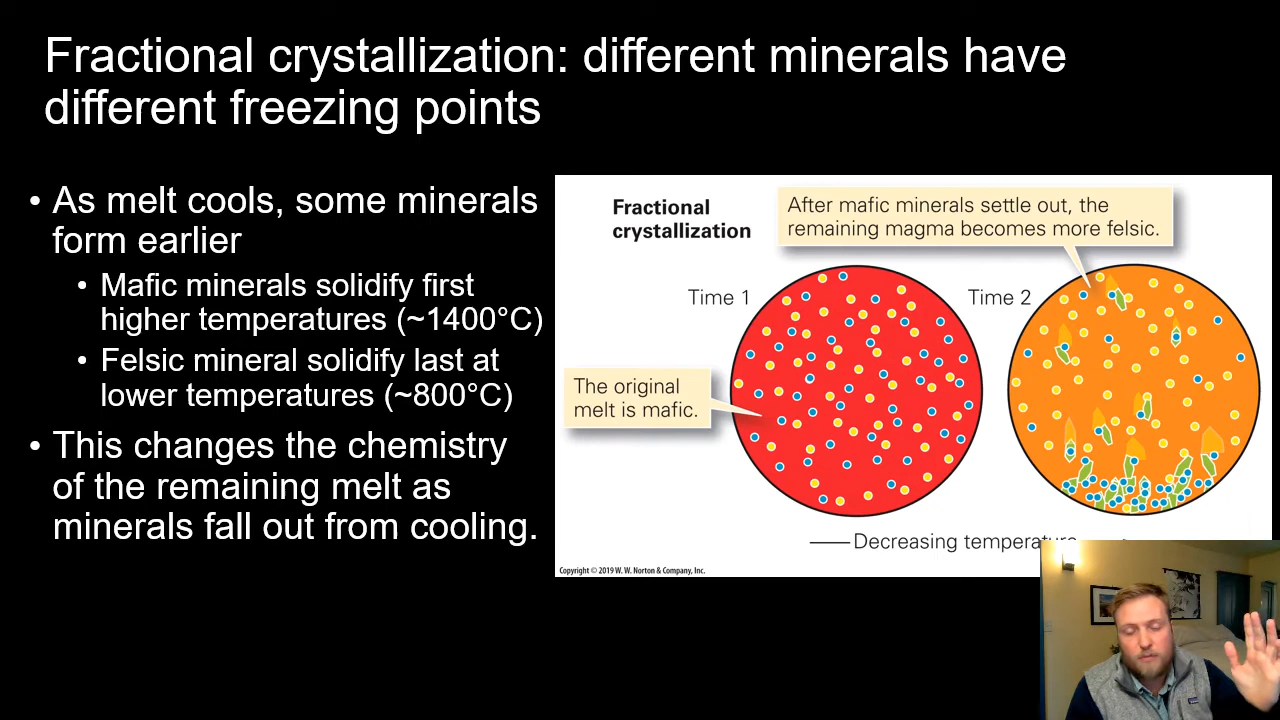 Fractional crystallization: different minerals have
different freezing points
• As melt cools, some minerals
form earlier
• Mafic minerals solidify first
higher temperatures (~1400°C)
• Felsic mineral solidify last at
lower temperatures (~800°C)
• This changes the chemistry
of the remaining melt as
minerals fall out from cooling.
Fractional
crystallization
After mafic minerals settle out, the
remaining magma becomes more felsic.
Time 1
Time 2
The original
melt is mafic.
Decreasing temperature
Copyright © 2019 W. W. Norton & Company, Inc.